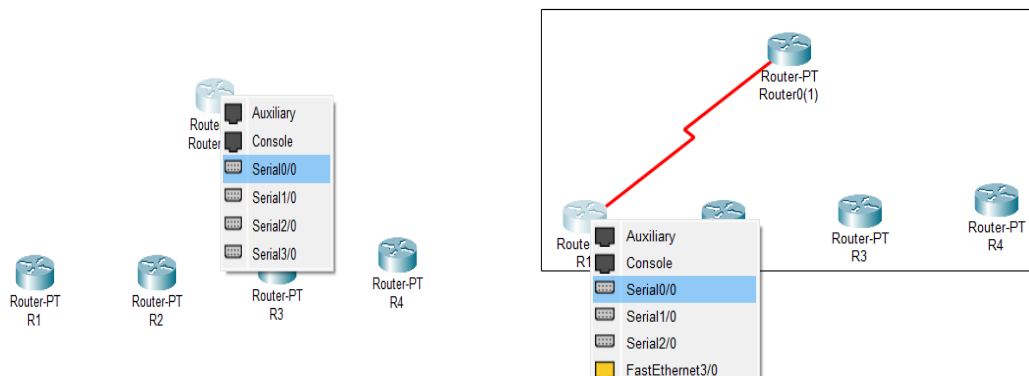 Route
Router
Auxiliary
Console
Serial0/0
Serial1/0
Serial2/0
Serial3/0
Router-PT
R1
Router-PT
R2
Router-PT
R3
Router-PT
R4
Router-PT
Router0(1)
Route
R1
Auxiliary
Console
Serial0/0
Serial1/0
Serial2/0
FastEthernet3/0
Router-PT
R3
Router-PT
R4